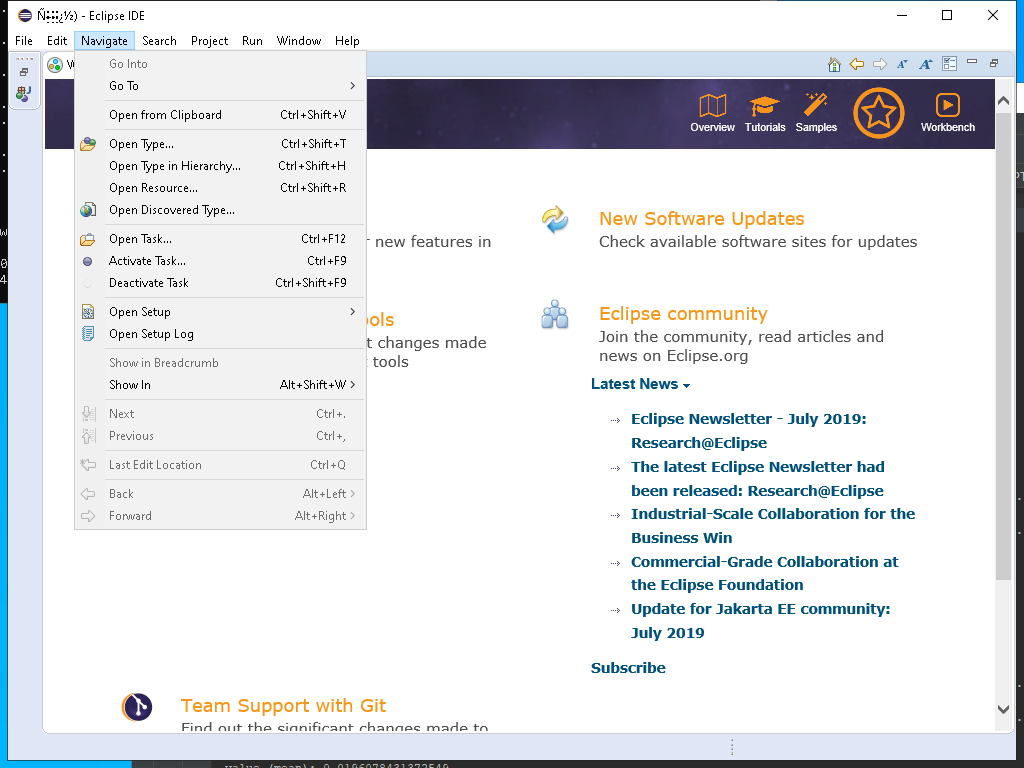 - Eclipse IDE
File Edit Navigate Search Project Run Window Help
Go Into
Go To
Open from Clipboard Ctrl+Shift+V
Open Type... Ctrl+Shift+T
Open Type in Hierarchy... Ctrl+Shift+H
Open Resource... Ctrl+Shift+R
Open Discovered Type...
Open Task... Ctrl+F12
Activate Task... Ctrl+F9
Deactivate Task Ctrl+Shift+F9
Open Setup
Open Setup Log
Show in Breadcrumb
Show In Alt+Shift+W
Next Ctrl+.
Previous Ctrl+,
Last Edit Location Ctrl+Q
Back Alt+Left
Forward Alt+Right
Overview Tutorials Samples Workbench
new features in
changes made
tools
New Software Updates
Check available software sites for updates
Eclipse community
Join the community, read articles and
news on Eclipse.org
Latest News
Eclipse Newsletter - July 2019:
Research@Eclipse
The latest Eclipse Newsletter had
been released: Research@Eclipse
Industrial-Scale Collaboration for the
Business Win
Commercial-Grade Collaboration at
the Eclipse Foundation
Update for Jakarta EE community:
July 2019
Subscribe
Team Support with Git
Find out the significant changes made to
value (mean): 0.0196078431372549